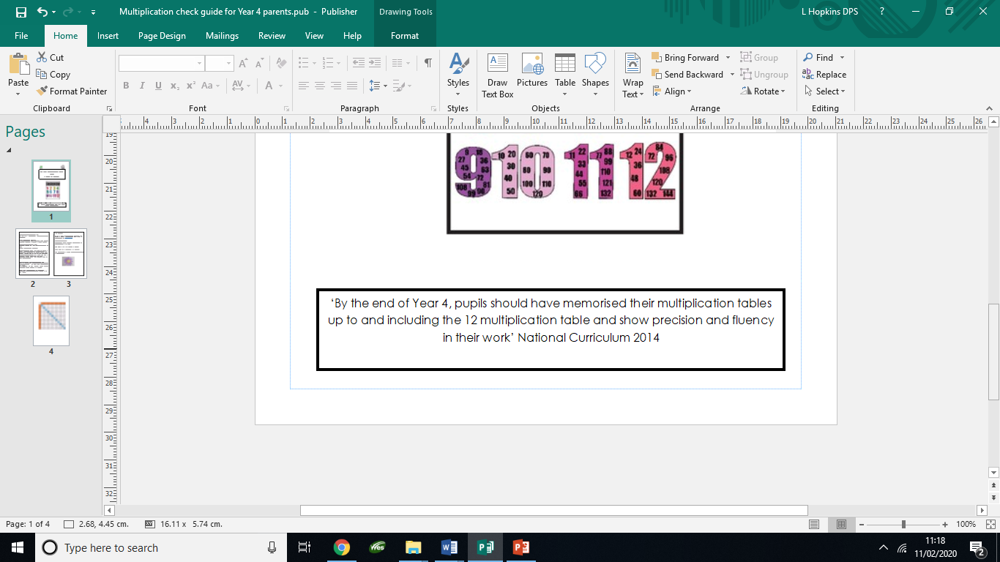 Multiplication check guide for Year 4 parents.pub - Publisher
Drawing Tools
L Hopkins DPS
?
File Home Insert Page Design Mailings Review View Help Format
Paste
Cut
Copy
Format Painter
Clipboard
B I U x² x₂ Aa AV A
Font
Paragraph
Styles
Styles
Draw Text Box
Pictures
Table
Shapes
Objects
Wrap Text
Bring Forward
Send Backward
Align
Group
Ungroup
Rotate
Arrange
Find
Replace
Select
Editing
4 3 2 1 0 1 2 3 4 5 6 7 8 9 10 11 12 13 14 15 16 17 18 19 20 21 22 23 24 25 26
Pages
1
2 3
4
19
20
21
22
23
24
25
26
27
28
29
30
31
32
9 10 11 12
9 18 27 36 45 54 63 72 81 90 99 108
10 20 30 40 50 60 70 80 90 100 110 120
11 22 33 44 55 66 77 88 99 110 121 132
12 24 36 48 60 72 84 96 108 120 132 144
‘By the end of Year 4, pupils should have memorised their multiplication tables
up to and including the 12 multiplication table and show precision and fluency
in their work’ National Curriculum 2014
Page: 1 of 4
2.68, 4.45 cm.
16.11 x 5.74 cm.
100%
Type here to search
wes
11:18
11/02/2020
2